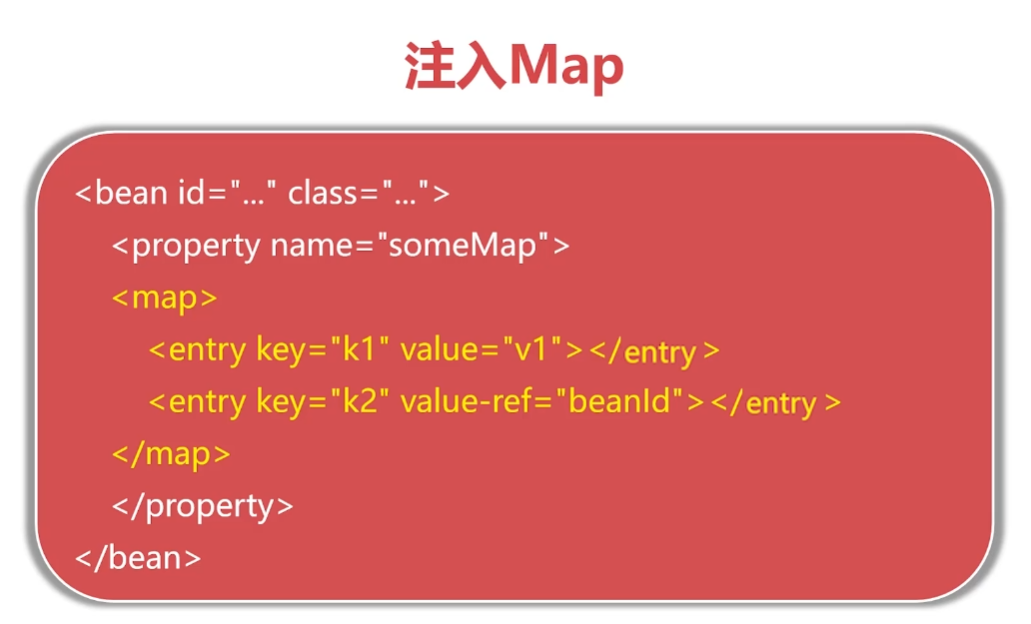 注入Map
<bean id="..." class="...">
<property name="someMap">
<map>
<entry key="k1" value="v1"></entry>
<entry key="k2" value-ref="beanId"></entry>
</map>
</property>
</bean>